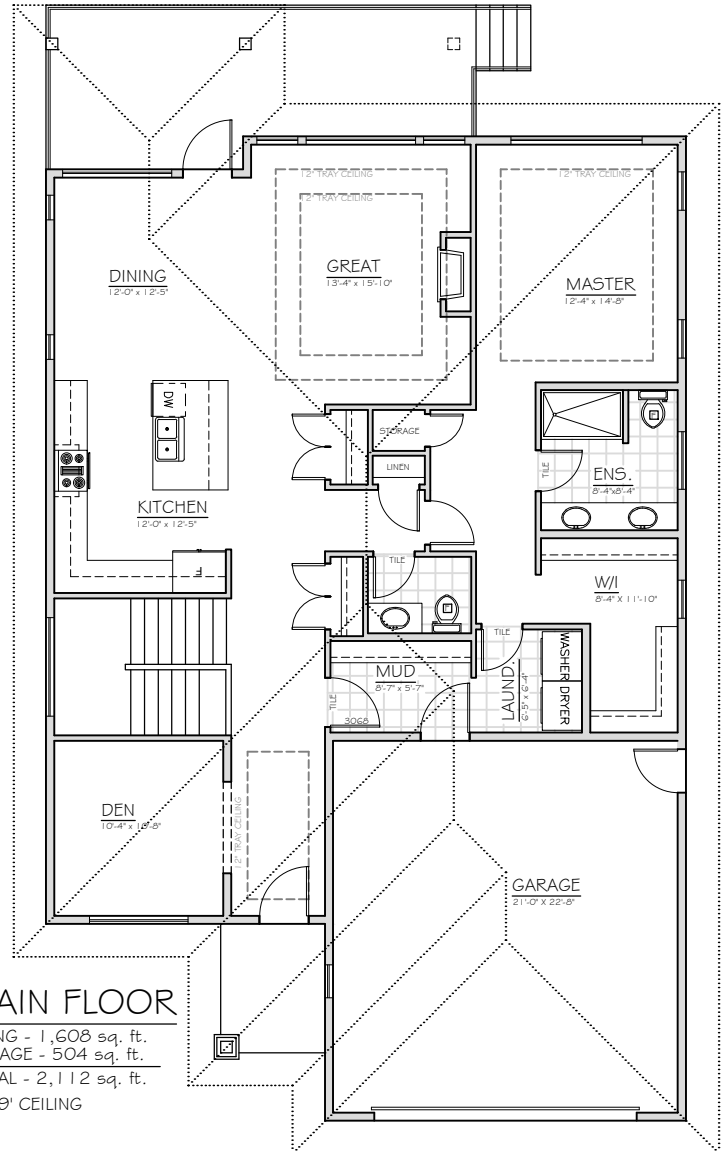 12" TRAY CEILING
12" TRAY CEILING
12" TRAY CEILING
DINING
12'-0" x 12'-5"
GREAT
13'-4" x 15'-10"
MASTER
12'-4" x 14'-8"
DW
STORAGE
LINEN
TILE
ENS.
8'-4"x8'-4"
KITCHEN
12'-0" x 12'-5"
F
TILE
W/I
8'-4" X 11'-10"
TILE
MUD
8'-7" x 5'-7"
TILE
3068
LAUND.
6'-5" x 6'-4"
WASHER
DRYER
DEN
12" TRAY CEILING
GARAGE
21'-0" X 22'-8"
AIN FLOOR
NG - 1,608 sq. ft.
AGE - 504 sq. ft.
AL - 2,112 sq. ft.
9' CEILING